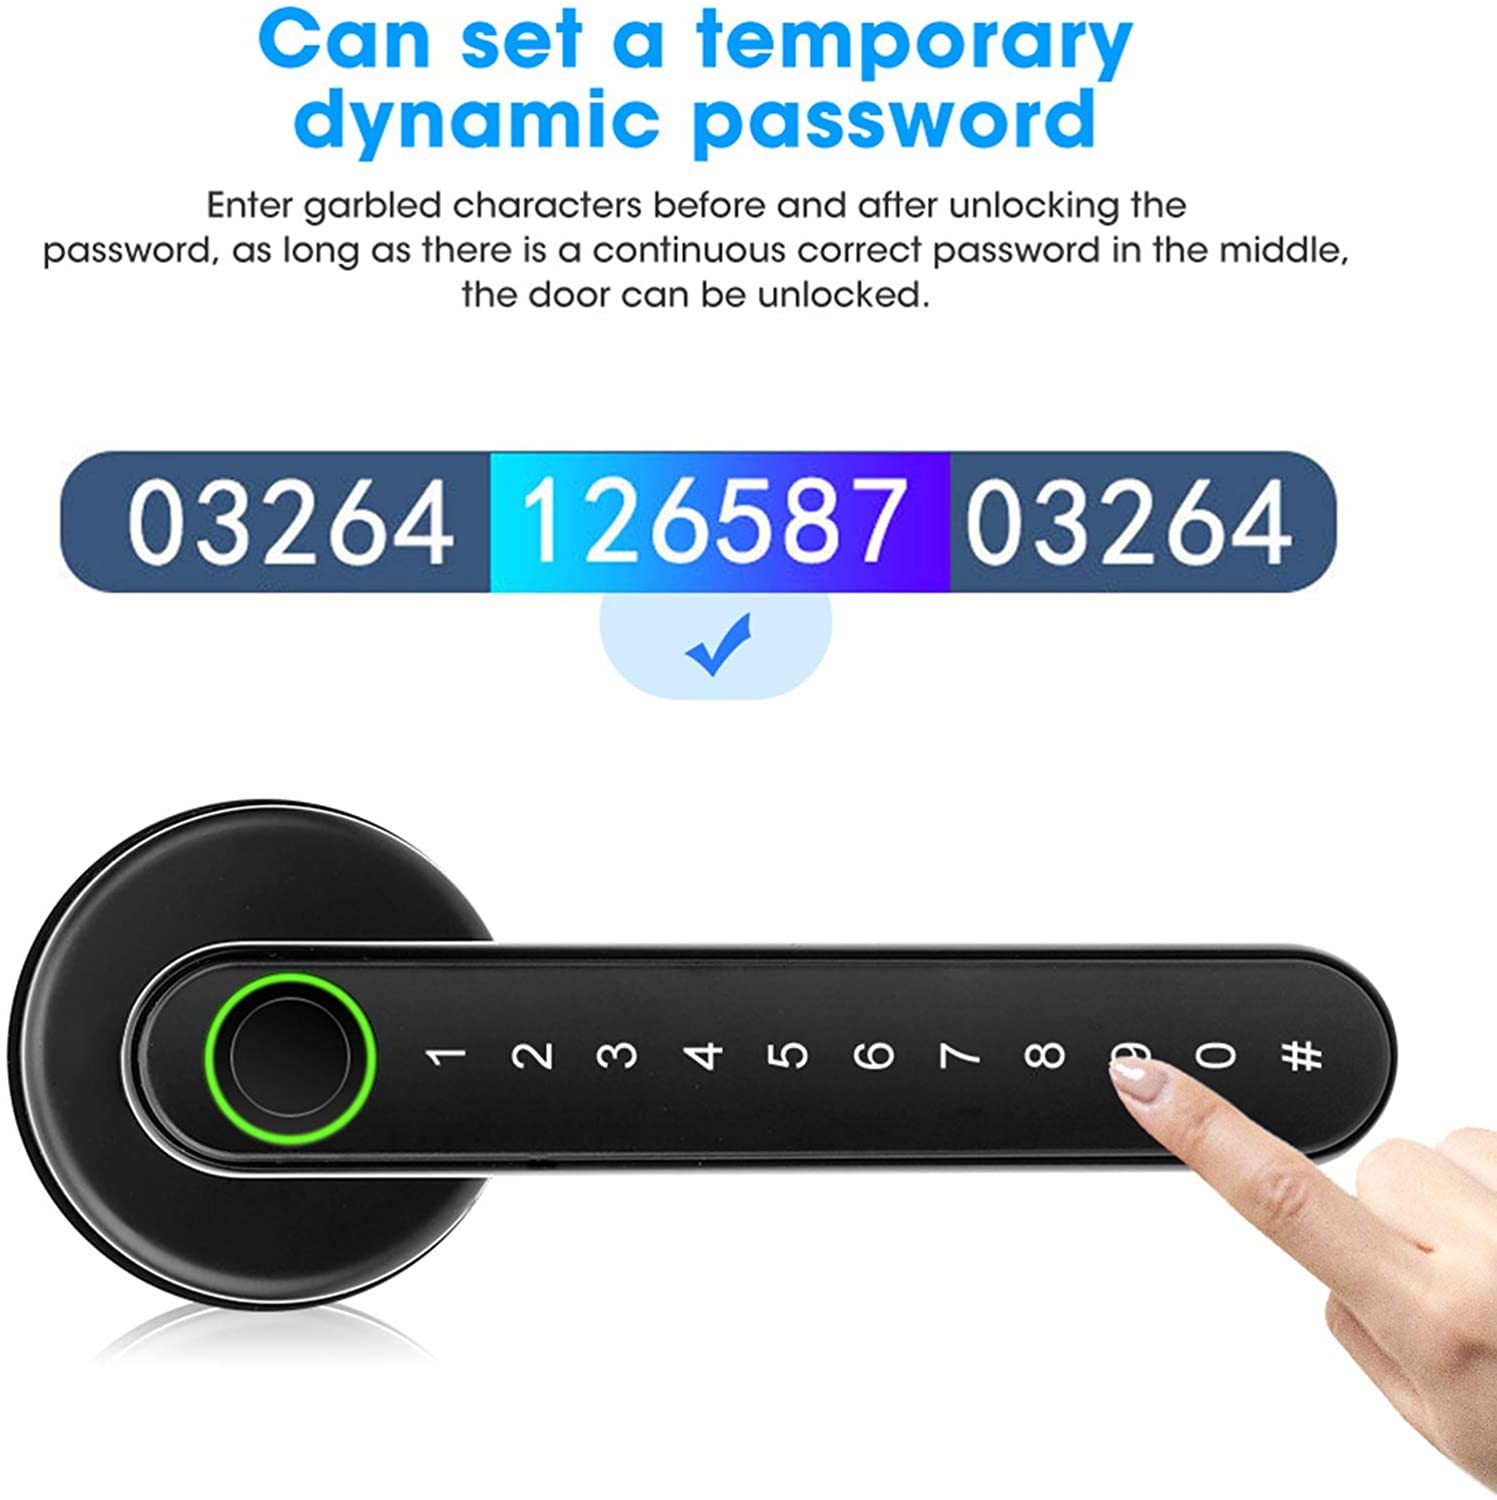 Can set a temporary
dynamic password
Enter garbled characters before and after unlocking the
password, as long as there is a continuous correct password in the middle,
the door can be unlocked.
03264 126587 03264
1 2 3 4 5 6 7 8 9 0 #